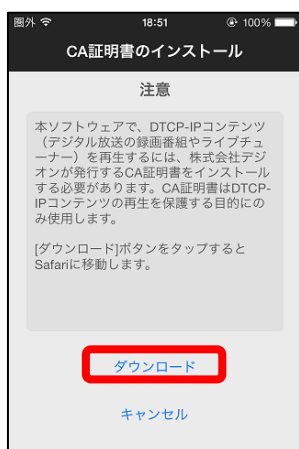 圏外 18:51 100%
CA証明書のインストール
注意
本ソフトウェアで、DTCP-IPコンテンツ
（デジタル放送の録画番組やライブチュ
ーナー）を再生するには、株式会社デジ
オンが発行するCA証明書をインストール
する必要があります。CA証明書はDTCP-
IPコンテンツの再生を保護する目的にの
み使用します。
[ダウンロード]ボタンをタップすると
Safariに移動します。
ダウンロード
キャンセル